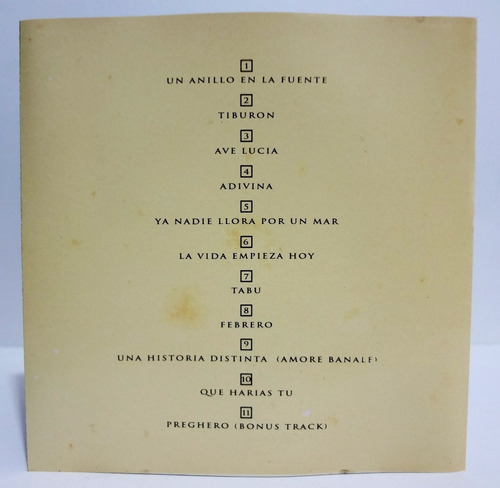 1
UN ANILLO EN LA FUENTE
2
TIBURON
3
AVE LUCIA
4
ADIVINA
5
YA NADIE LLORA POR UN MAR
6
LA VIDA EMPIEZA HOY
7
TABU
8
FEBRERO
9
UNA HISTORIA DISTINTA (AMORE BANALE)
10
QUE HARIAS TU
11
PREGHERO (BONUS TRACK)